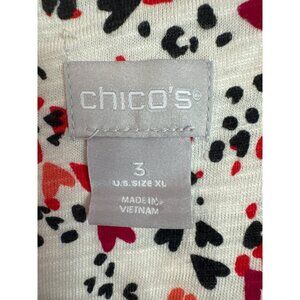 chico's®
3
U.S. SIZE XL
MADE IN
VIETNAM